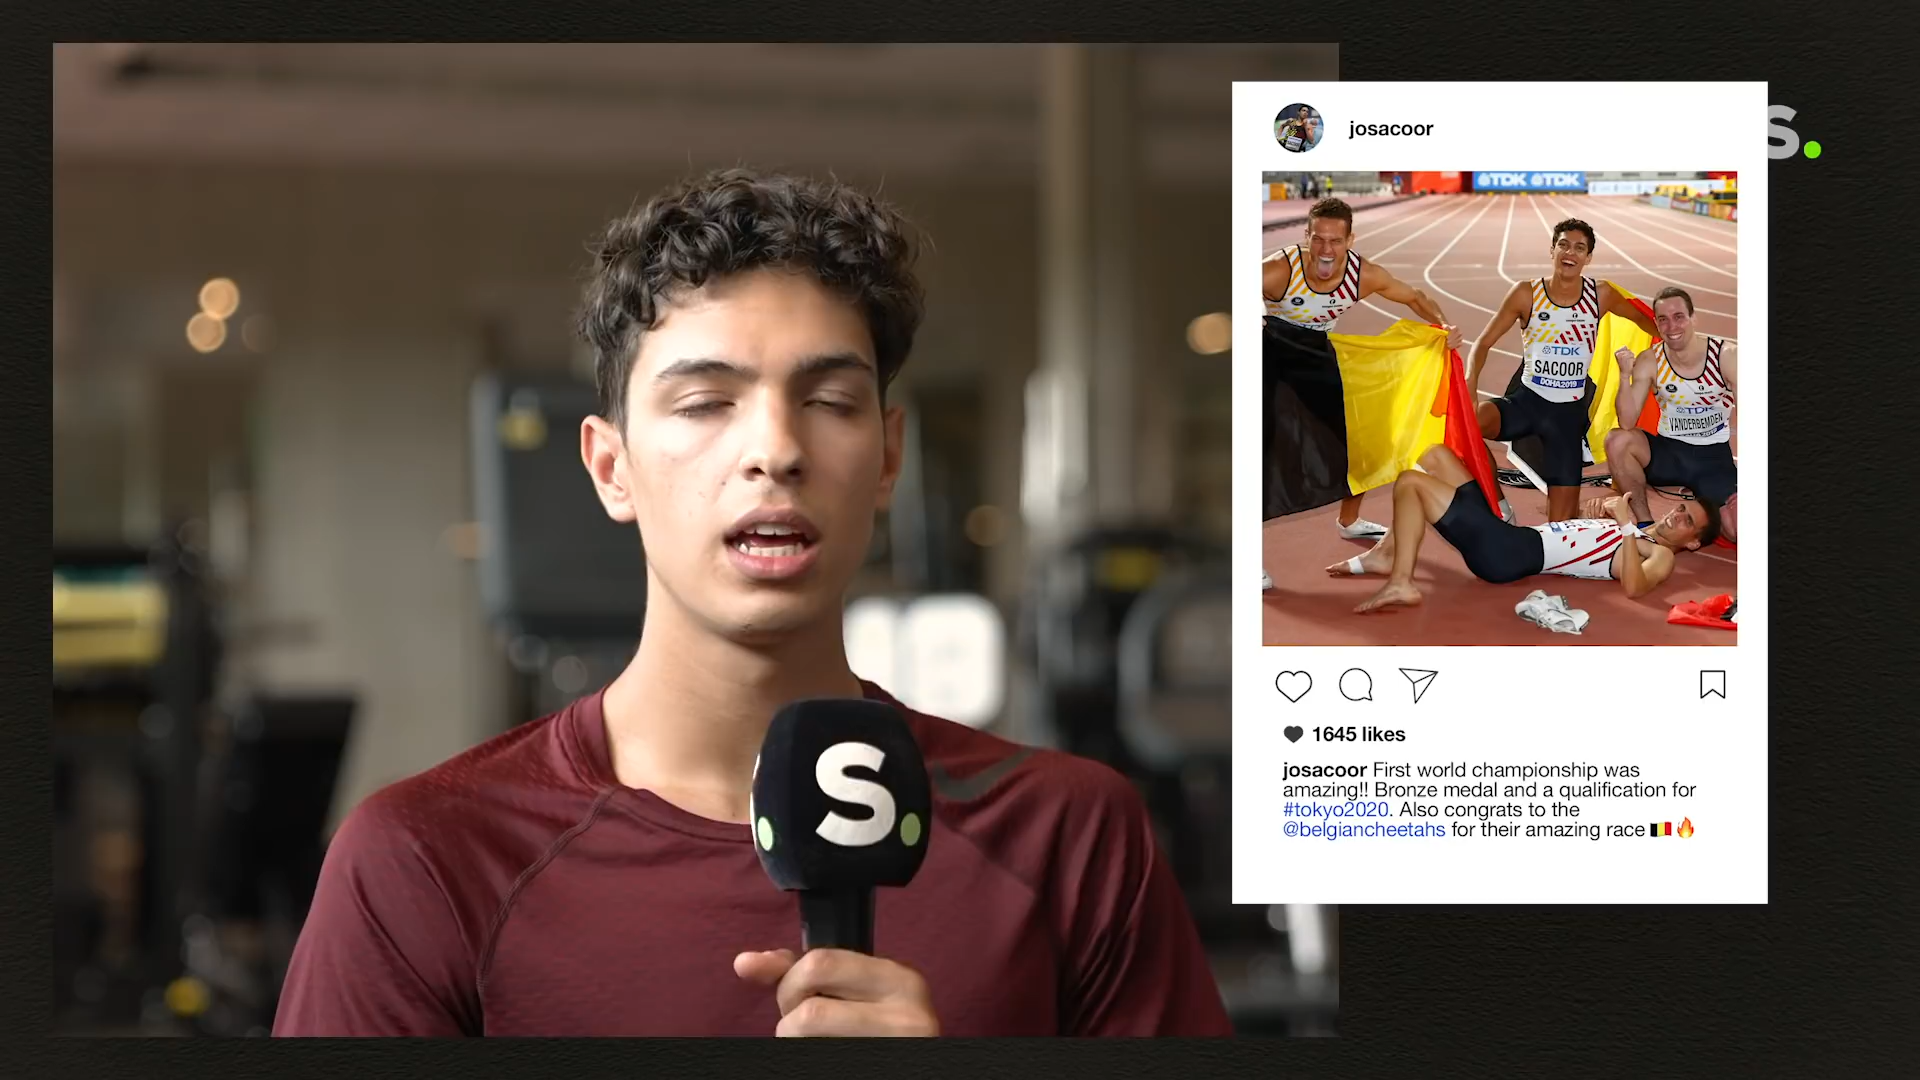 josacoor
S.
TDK TDK
TDK
SACOOR
DOHA2019
TDK
VANDERBEMDEN
S.
1645 likes
josacoor First world championship was
amazing!! Bronze medal and a qualification for
#tokyo2020. Also congrats to the
@belgiancheetahs for their amazing race 🇧🇪🔥